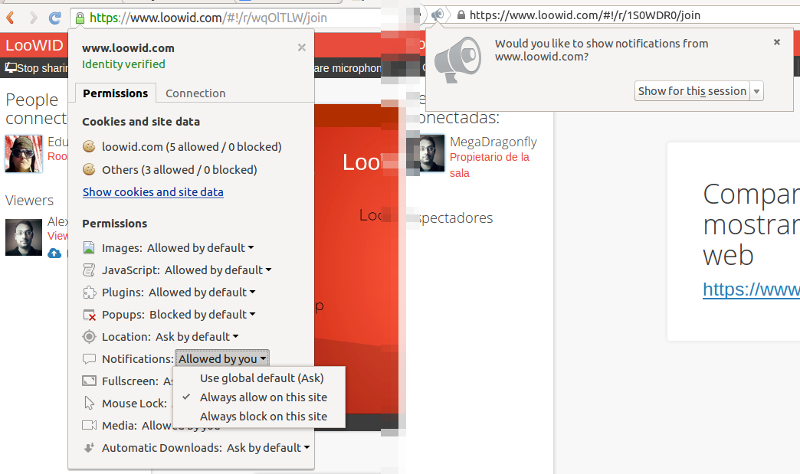 https://www.loowid.com/#!/r/wqOlTLW/join
LooWID
Stop sharin
are microphon
People
connect
Edu
Roo
Viewers
Alex
View
www.loowid.com
Identity verified
Permissions
Connection
Cookies and site data
loowid.com (5 allowed / 0 blocked)
Others (3 allowed / 0 blocked)
Show cookies and site data
Permissions
Images: Allowed by default
JavaScript: Allowed by default
Plugins: Allowed by default
Popups: Blocked by default
Location: Ask by default
Notifications: Allowed by you
Fullscreen: As
Use global default (Ask)
Always allow on this site
Mouse Lock:
Always block on this site
Media: Allowed by you
Automatic Downloads: Ask by default
Loo
Loo
p
https://www.loowid.com/#!/r/1S0WDR0/join
Would you like to show notifications from
www.loowid.com?
Show for this session
onectadas:
MegaDragonfly
Propietario de la
sala
spectadores
Compar
mostrar
web
https://www